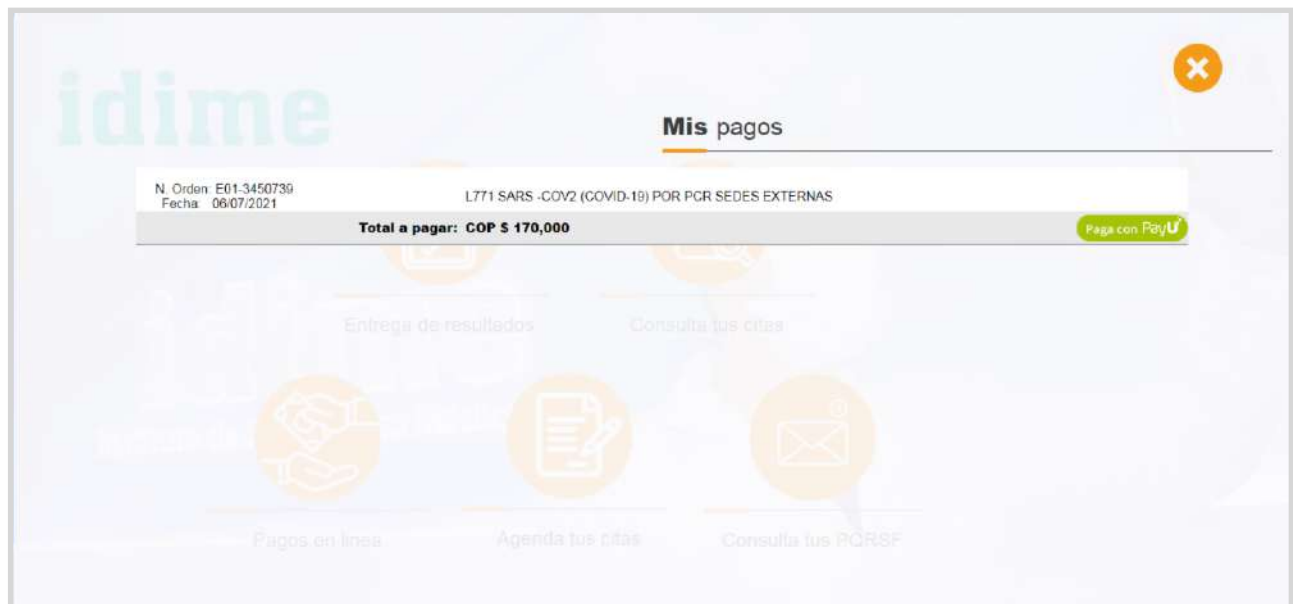 idime
Mis pagos
N. Orden: E01-3450739
Fecha: 06/07/2021
L771 SARS -COV2 (COVID-19) POR PCR SEDES EXTERNAS
Total a pagar: COP $ 170,000
Paga con PayU
Entrega de resultados
Consulta tus citas
Pagos en línea
Agenda tus citas
Consulta tus PQRSF